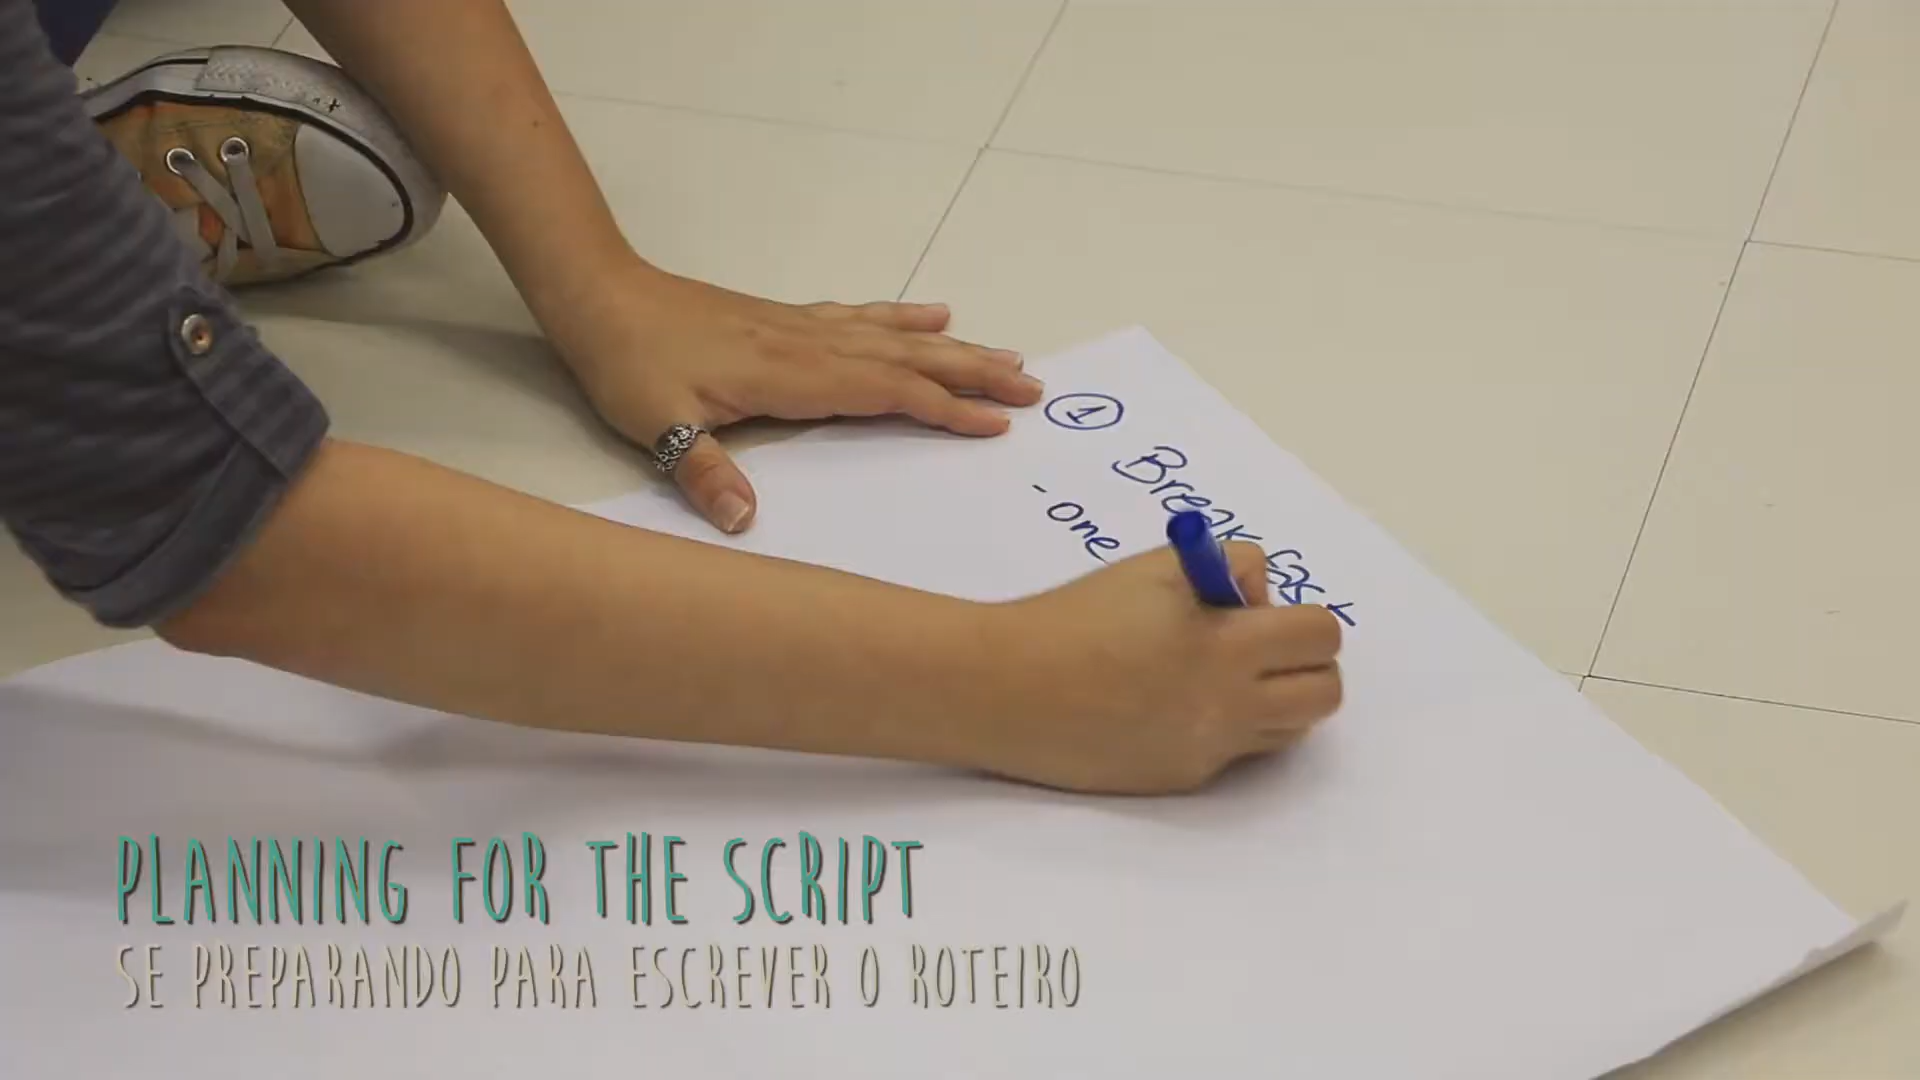 1
Breakfast
- one
PLANNING FOR THE SCRIPT
SE PREPARANDO PARA ESCREVER O ROTEIRO